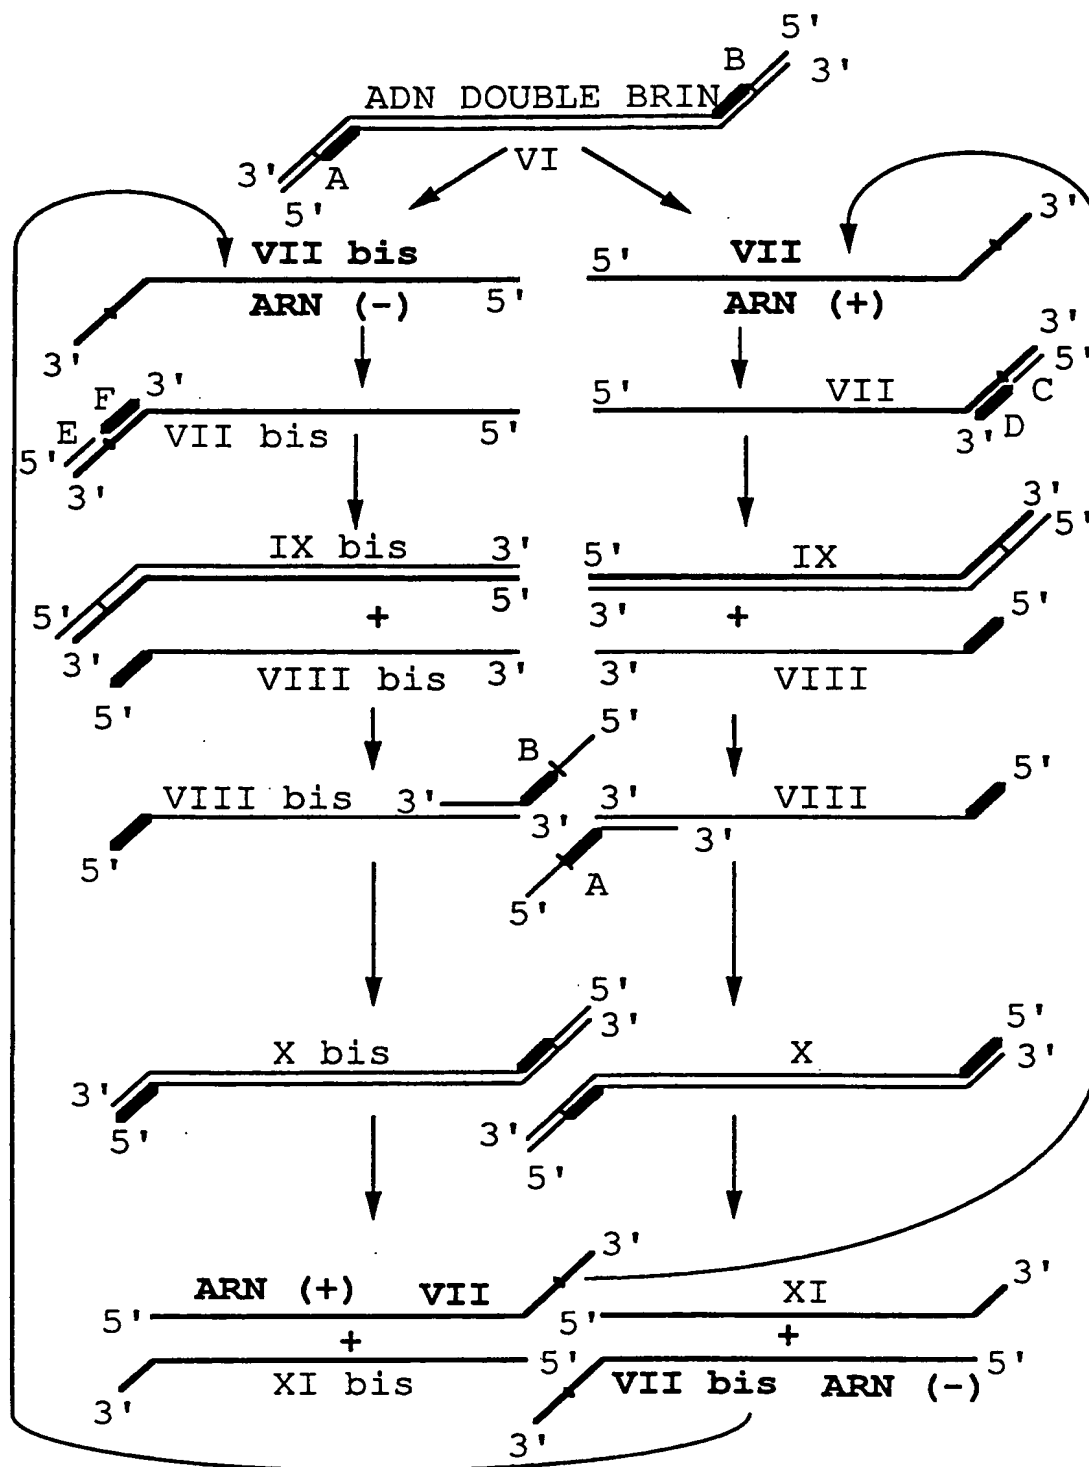 5'
B
3'
ADN DOUBLE BRIN
3'
A
VI
5'
3'
VII bis
5'
VII
ARN (-)
5'
ARN (+)
3'
3'
5'
3'
F
5'
VII
C
E
VII bis
5'
3'
D
5'
3'
3'
IX bis
3'
5'
IX
5'
5'
5'
+
3'
+
5'
3'
VIII bis
3'
3'
VIII
5'
5'
B
5'
VIII bis
3'
3'
VIII
3'
3'
5'
A
5'
5'
3'
5'
X bis
X
3'
3'
5'
3'
5'
3'
ARN (+)
VII
XI
3'
5'
5'
+
+
XI bis
5'
VII bis
ARN (-)
5'
3'
3'